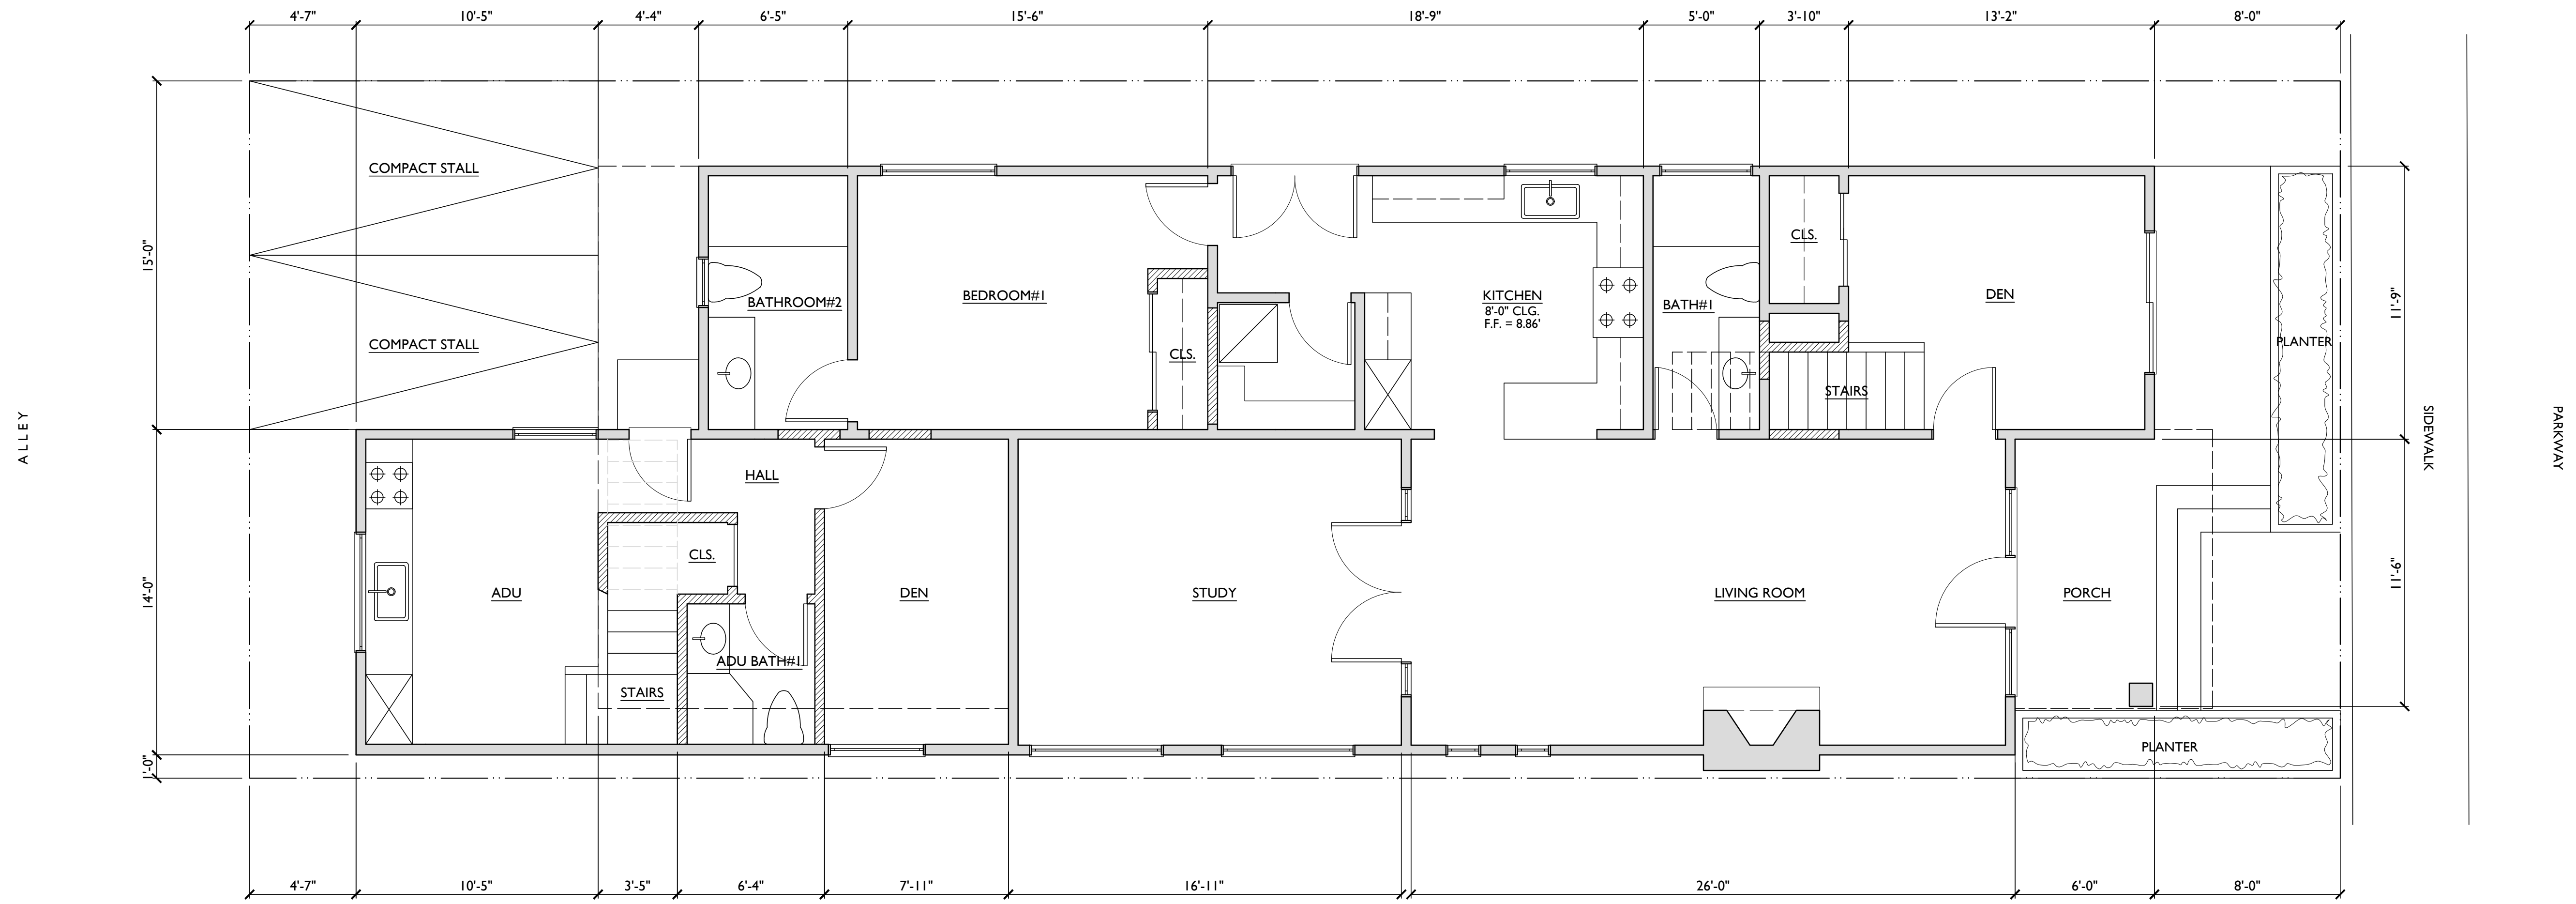 4'-7" 10'-5" 4'-4" 6'-5" 15'-6" 18'-9" 5'-0" 3'-10" 13'-2" 8'-0"
COMPACT STALL
15'-0"
COMPACT STALL
ALLEY
BATHROOM#2
BEDROOM#1
CLS.
KITCHEN
8'-0" CLG.
F.F. = 8.86'
BATH#1
CLS.
STAIRS
DEN
PLANTER
11'-9"
SIDEWALK
PARKWAY
14'-0"
1'-0"
HALL
CLS.
ADU
STAIRS
ADU BATH#1
DEN
STUDY
LIVING ROOM
PORCH
11'-9"
PLANTER
4'-7" 10'-5" 3'-5" 6'-4" 7'-11" 16'-11" 26'-0" 6'-0" 8'-0"